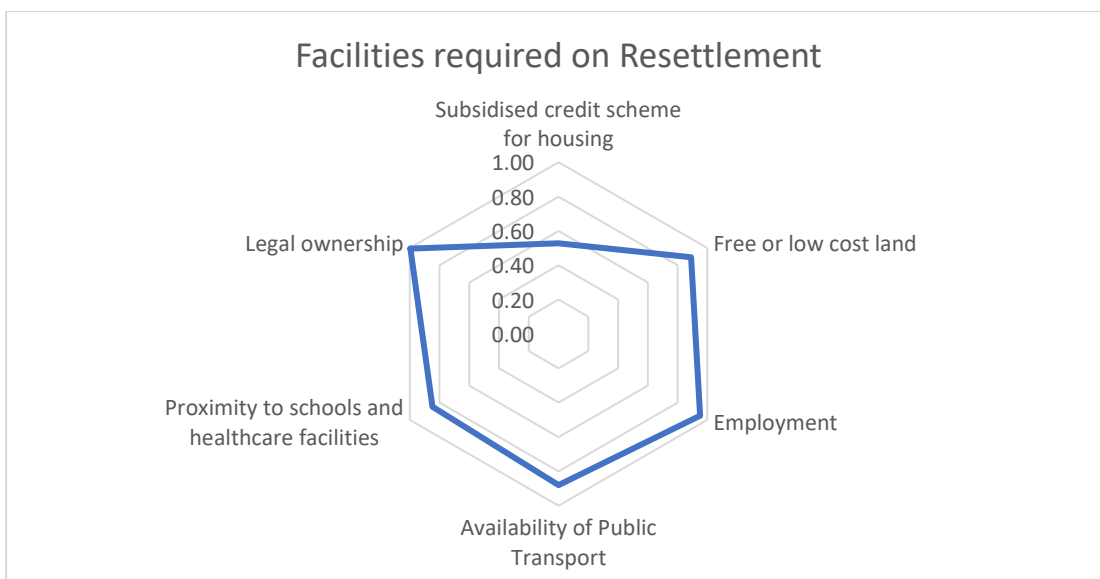 Facilities required on Resettlement
Subsidised credit scheme
for housing
1.00
0.80
0.60
0.40
0.20
0.00
Legal ownership
Free or low cost land
Proximity to schools and
healthcare facilities
Employment
Availability of Public
Transport